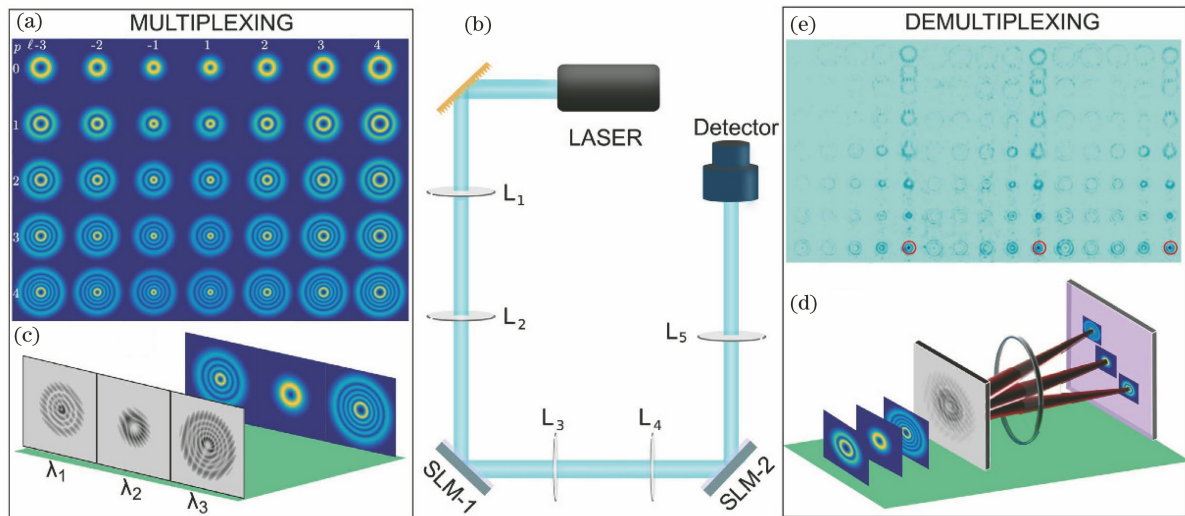 (a)
MULTIPLEXING
p ℓ-3 -2 -1 1 2 3 4
0
1
2
3
4
(c)
λ1
λ2
λ3
(b)
LASER
Detector
L1
L2
L3
L4
L5
SLM-1
SLM-2
(e)
DEMULTIPLEXING
(d)